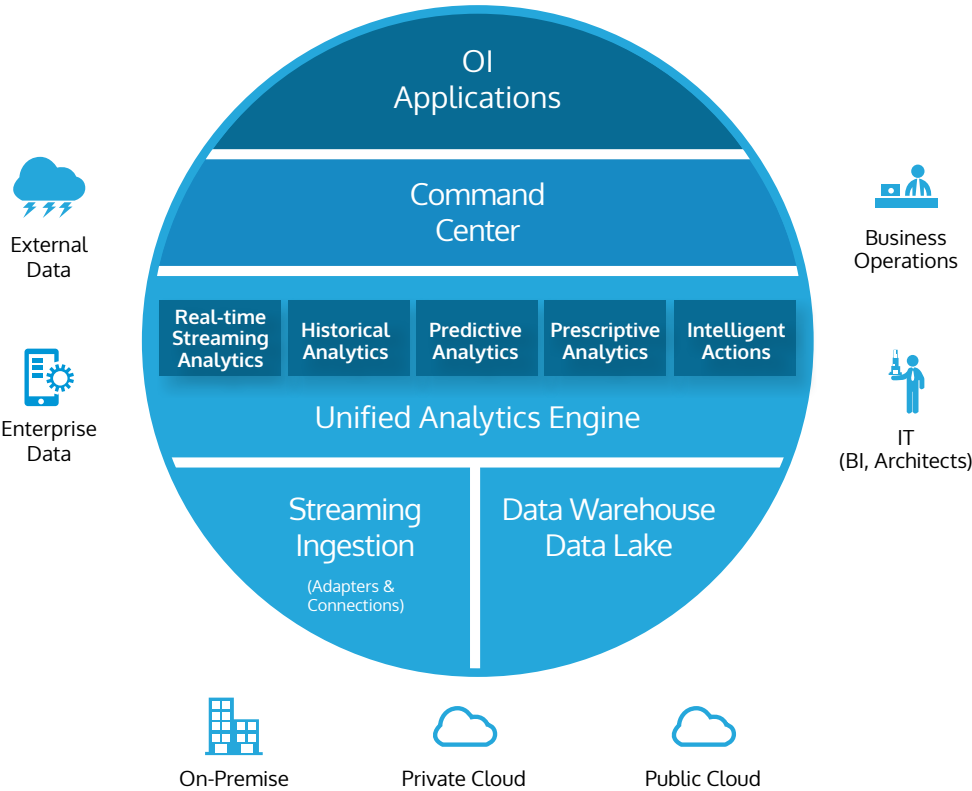 OI
Applications
Command
Center
External
Data
Business
Operations
Real-time
Streaming
Analytics
Historical
Analytics
Predictive
Analytics
Prescriptive
Analytics
Intelligent
Actions
Unified Analytics Engine
Enterprise
Data
IT
(BI, Architects)
Streaming
Ingestion
(Adapters &
Connections)
Data Warehouse
Data Lake
On-Premise
Private Cloud
Public Cloud